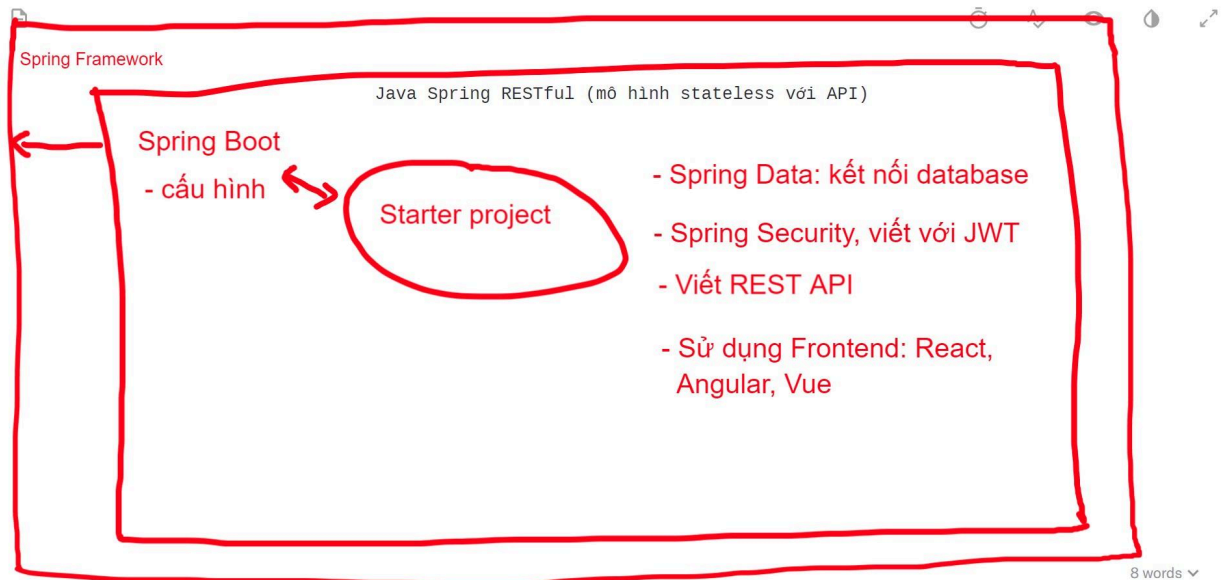 Spring Framework
Java Spring RESTful (mô hình stateless với API)
Spring Boot
- cấu hình
Starter project
- Spring Data: kết nối database
- Spring Security, viết với JWT
- Viết REST API
- Sử dụng Frontend: React,
Angular, Vue
8 words